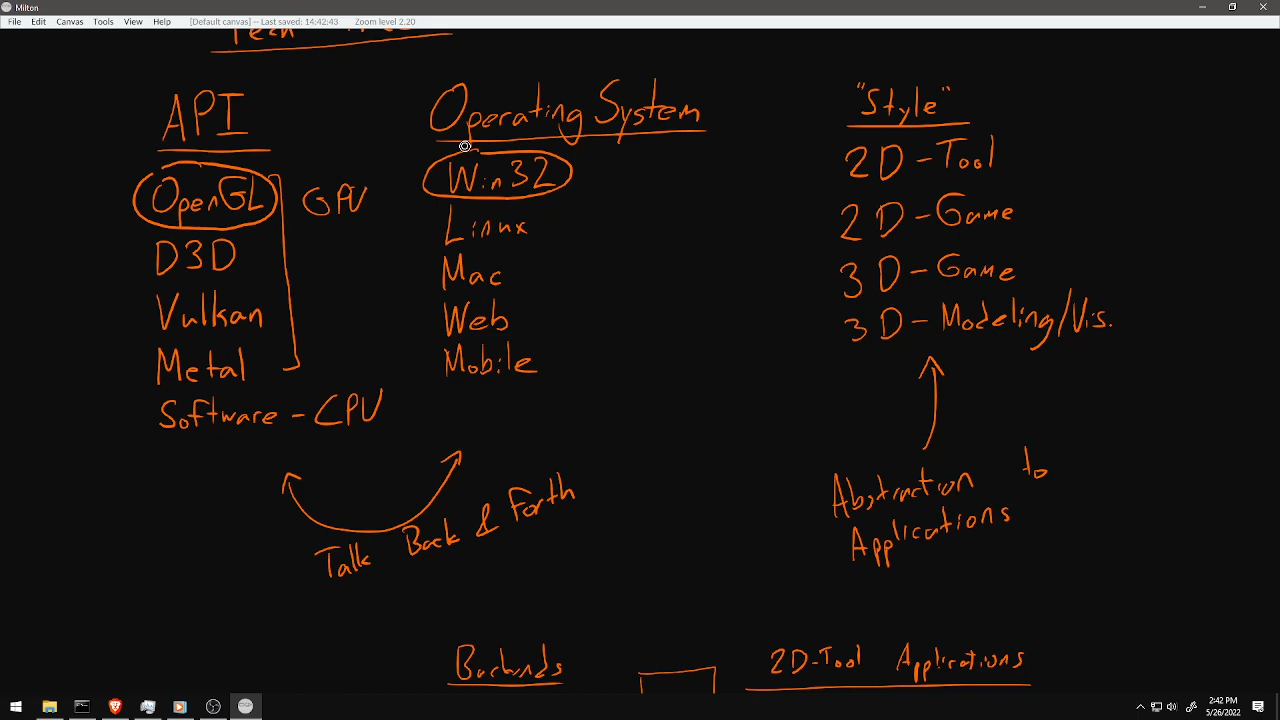 Milton
File Edit Canvas Tools View Help [Default canvas] -- Last saved: 14:42:43 Zoom level 2.20
Tech
API
OpenGL
D3D
Vulkan
Metal
GPU
Software - CPU
Operating System
Win32
Linux
Mac
Web
Mobile
Talk Back & Forth
"Style"
2D - Tool
2D - Game
3D - Game
3D - Modeling/Vis.
Abstraction to
Applications
Backends
2D-Tool Applications
2:42 PM
5/26/2022